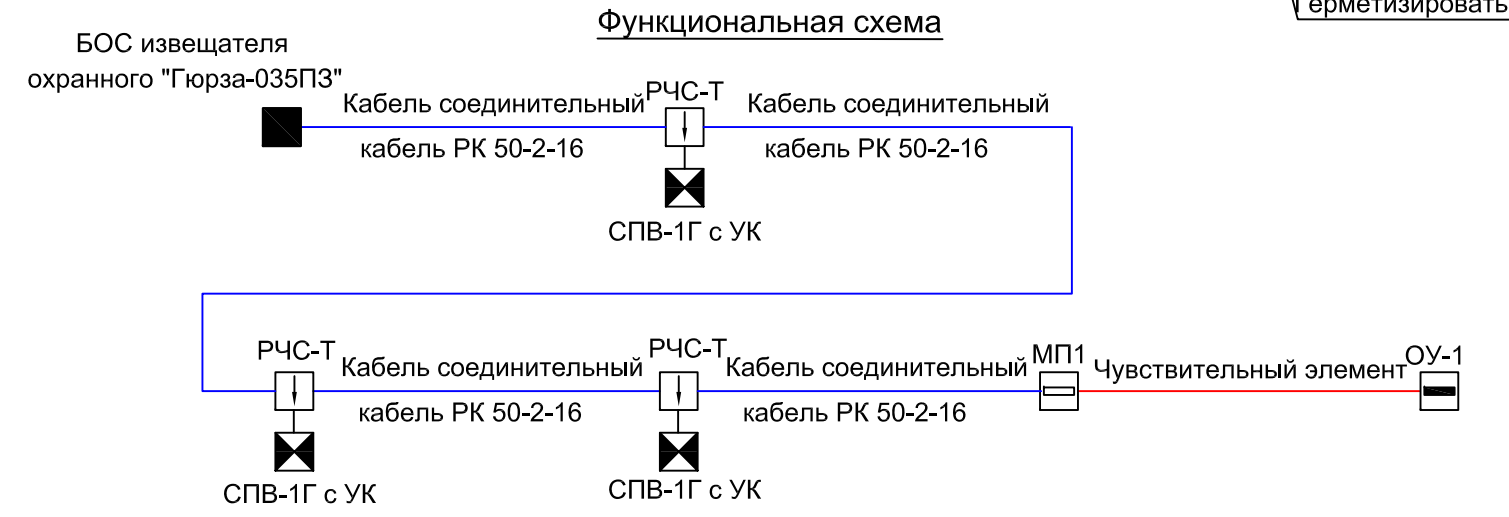 Герметизировать
Функциональная схема
БОС извещателя
охранного "Гюрза-035ПЗ"
Кабель соединительный
РЧС-Т
Кабель соединительный
кабель РК 50-2-16
кабель РК 50-2-16
СПВ-1Г с УК
РЧС-Т
Кабель соединительный
РЧС-Т
Кабель соединительный
МП1
Чувствительный элемент
ОУ-1
кабель РК 50-2-16
кабель РК 50-2-16
СПВ-1Г с УК
СПВ-1Г с УК